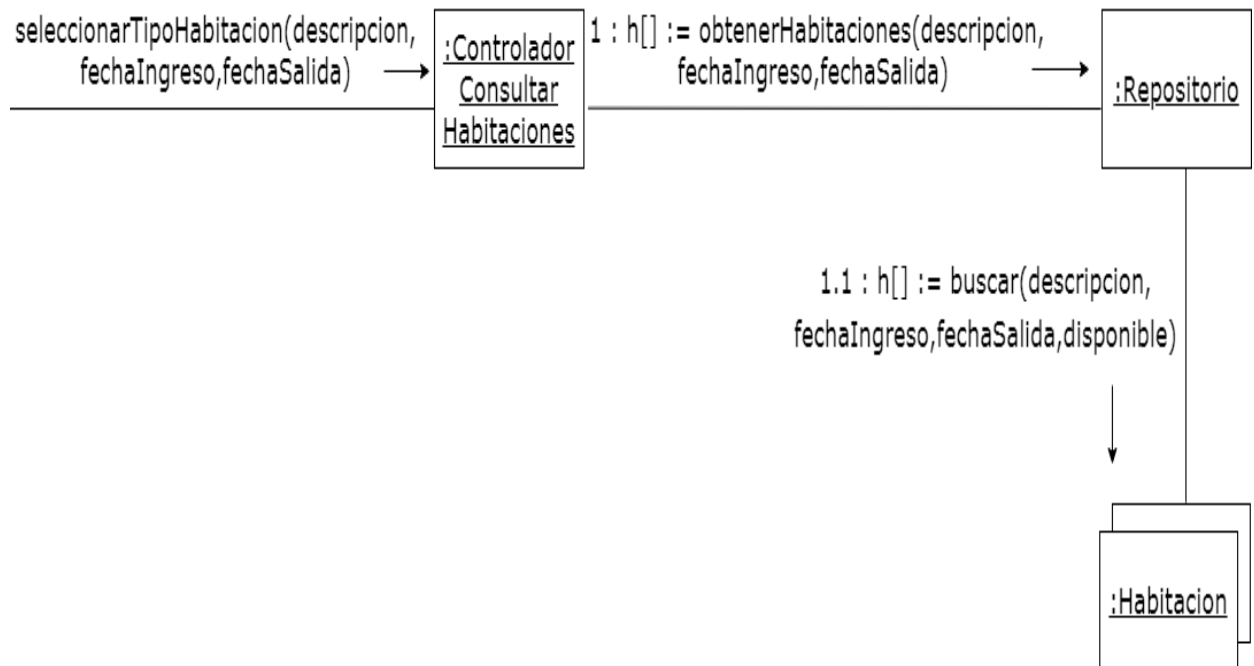 seleccionarTipoHabitacion(descripcion,
fechaIngreso,fechaSalida)
:Controlador
Consultar
Habitaciones
1 : h[] := obtenerHabitaciones(descripcion,
fechaIngreso,fechaSalida)
:Repositorio
1.1 : h[] := buscar(descripcion,
fechaIngreso,fechaSalida,disponible)
:Habitacion